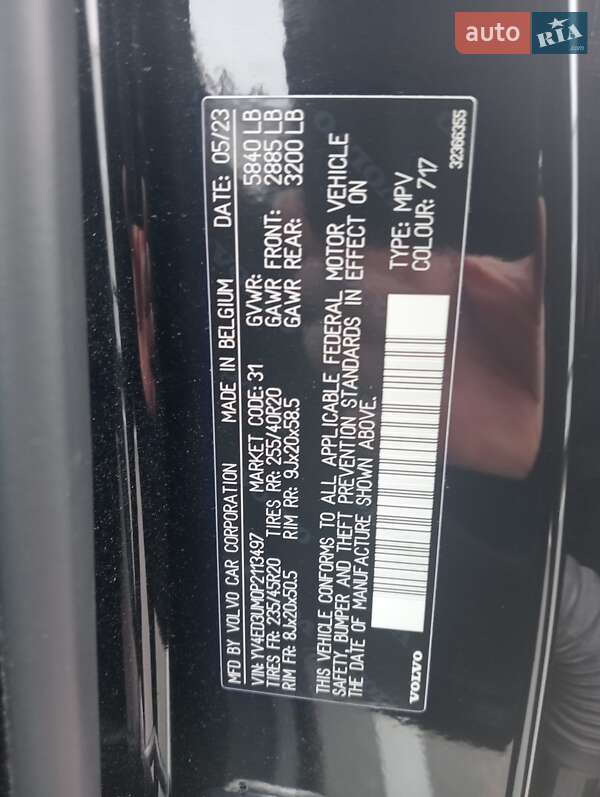 auto RIA.com
MFD BY VOLVO CAR CORPORATION MADE IN BELGIUM DATE: 05/23
VIN: YV4ED3UM0P2113497 MARKET CODE: 31 GVWR: 5840 LB
TIRES FR: 235/45R20 TIRES RR: 255/40R20 GAWR FRONT: 2885 LB
RIM FR: 8Jx20x50.5 RIM RR: 9Jx20x58.5 GAWR REAR: 3200 LB
THIS VEHICLE CONFORMS TO ALL APPLICABLE FEDERAL MOTOR VEHICLE
SAFETY, BUMPER AND THEFT PREVENTION STANDARDS IN EFFECT ON
THE DATE OF MANUFACTURE SHOWN ABOVE.
TYPE: MPV
COLOUR: 717
VOLVO 32366355